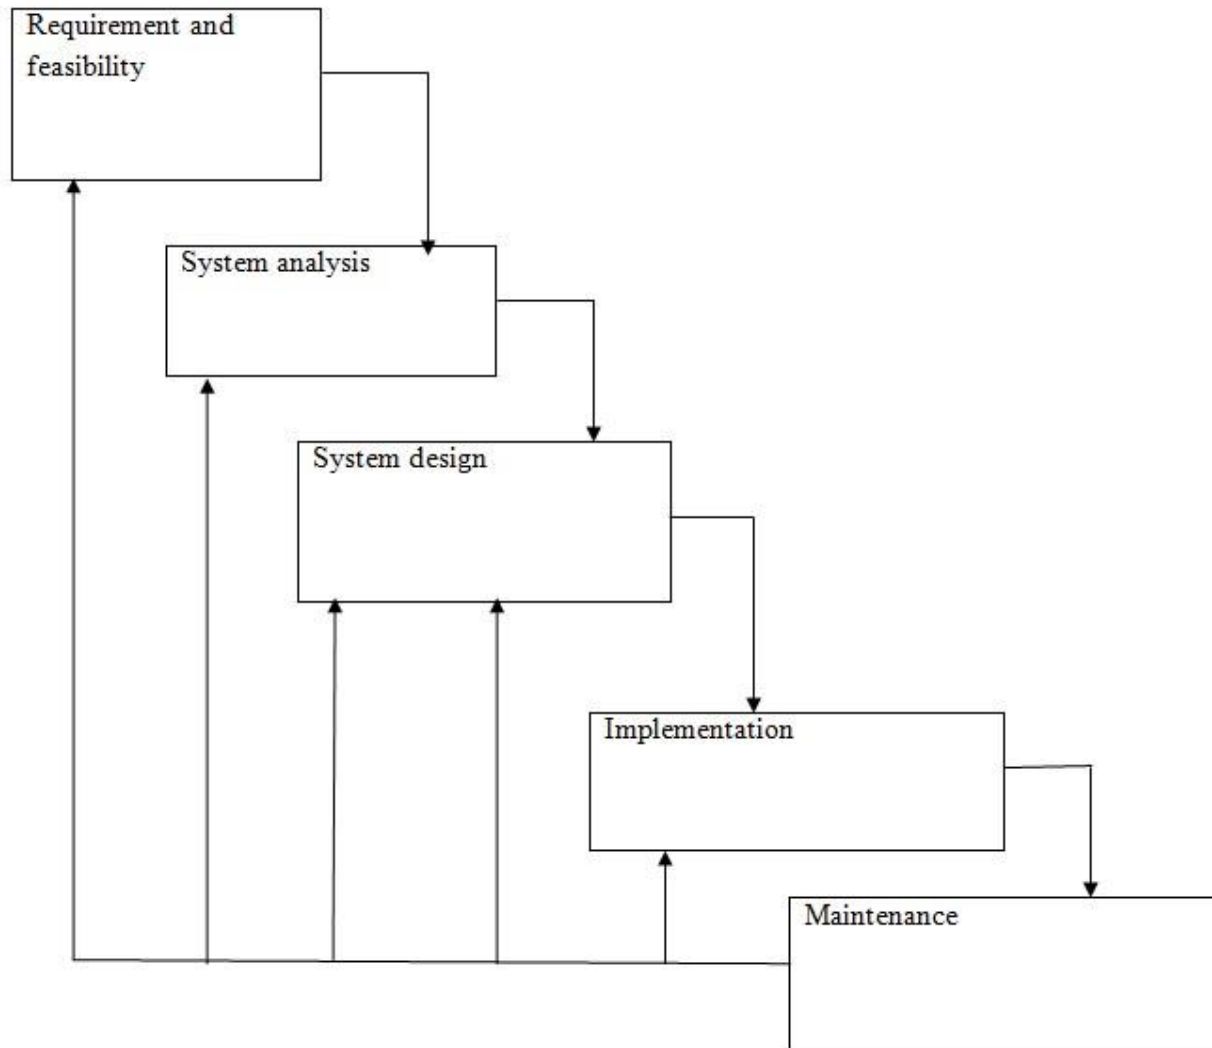 Requirement and
feasibility
System analysis
System design
Implementation
Maintenance